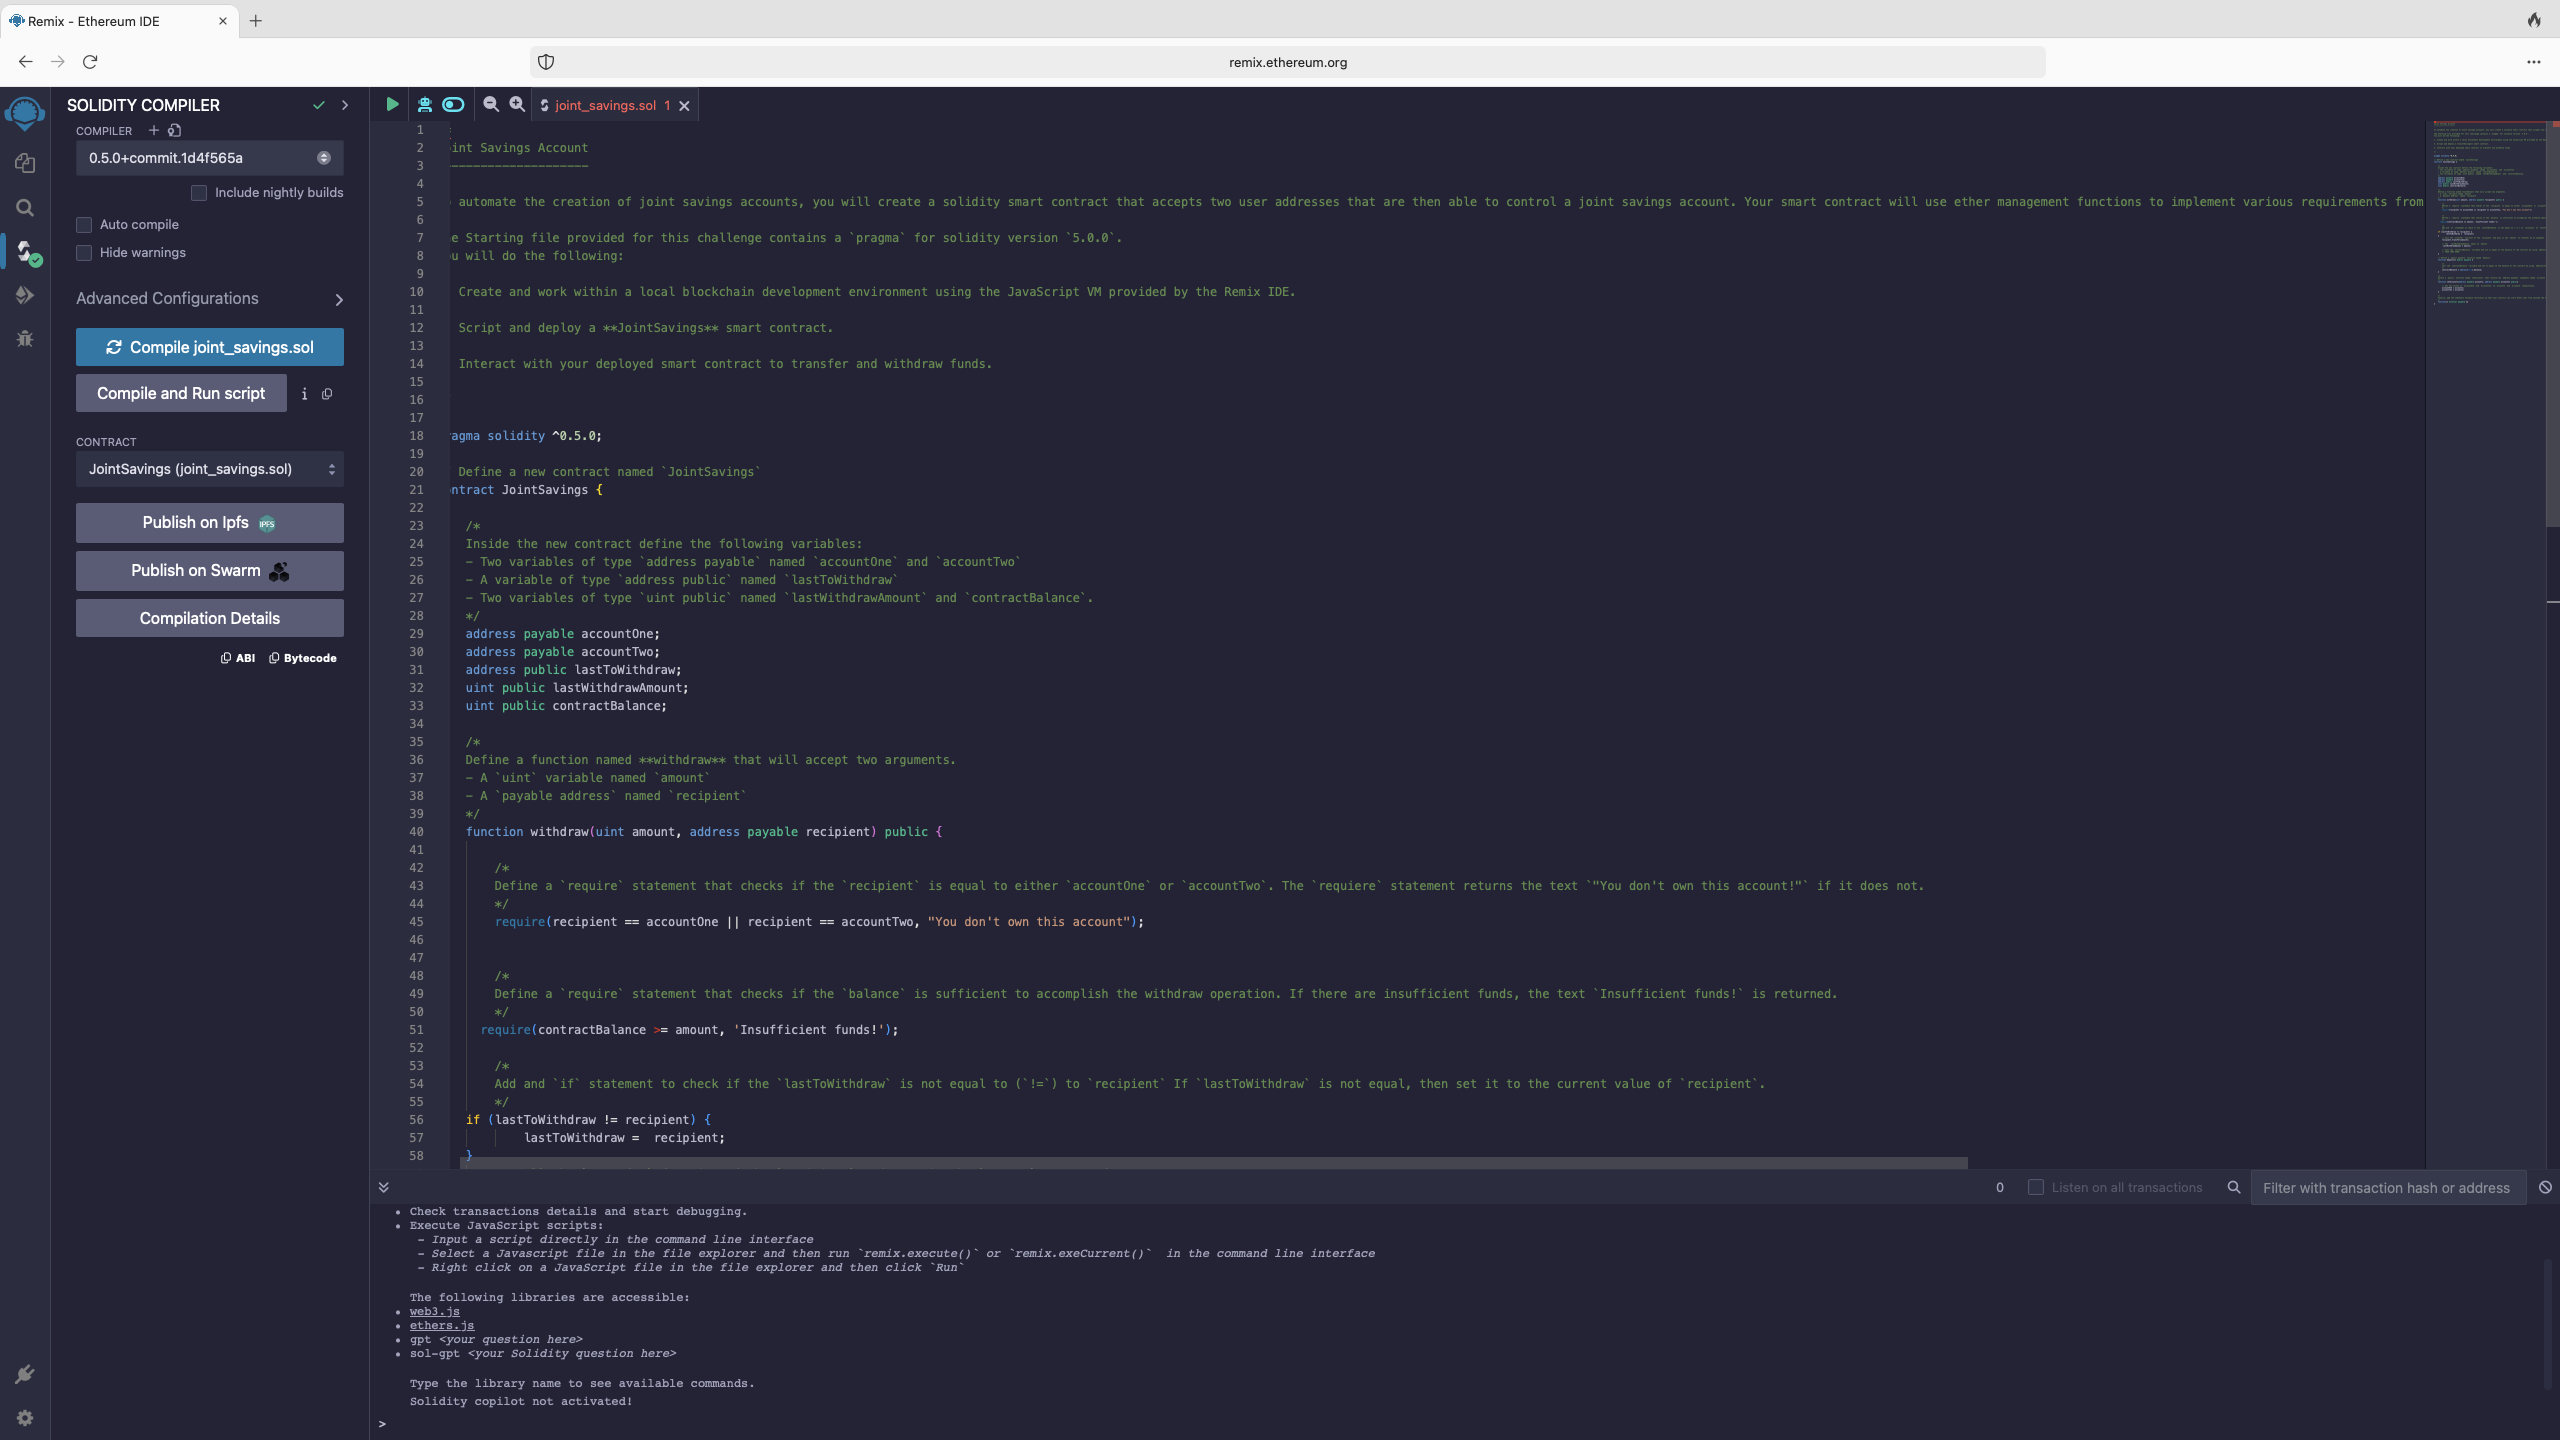 Remix - Ethereum IDE
remix.ethereum.org
SOLIDITY COMPILER
COMPILER
0.5.0+commit.1d4f565a
Include nightly builds
Auto compile
Hide warnings
Advanced Configurations
Compile joint_savings.sol
Compile and Run script
i
CONTRACT
JointSavings (joint_savings.sol)
Publish on Ipfs IPFS
Publish on Swarm
Compilation Details
ABI Bytecode
joint_savings.sol 1
1
2 int Savings Account
3 -------------------
4
5 automate the creation of joint savings accounts, you will create a solidity smart contract that accepts two user addresses that are then able to control a joint savings account. Your smart contract will use ether management functions to implement various requirements from
6
7 e Starting file provided for this challenge contains a `pragma` for solidity version `5.0.0`.
8 u will do the following:
9
10 Create and work within a local blockchain development environment using the JavaScript VM provided by the Remix IDE.
11
12 Script and deploy a **JointSavings** smart contract.
13
14 Interact with your deployed smart contract to transfer and withdraw funds.
15
16
17
18 ragma solidity ^0.5.0;
19
20 Define a new contract named `JointSavings`
21 ntract JointSavings {
22
23 /*
24 Inside the new contract define the following variables:
25 - Two variables of type `address payable` named `accountOne` and `accountTwo`
26 - A variable of type `address public` named `lastToWithdraw`
27 - Two variables of type `uint public` named `lastWithdrawAmount` and `contractBalance`.
28 */
29 address payable accountOne;
30 address payable accountTwo;
31 address public lastToWithdraw;
32 uint public lastWithdrawAmount;
33 uint public contractBalance;
34
35 /*
36 Define a function named **withdraw** that will accept two arguments.
37 - A `uint` variable named `amount`
38 - A `payable address` named `recipient`
39 */
40 function withdraw(uint amount, address payable recipient) public {
41
42 /*
43 Define a `require` statement that checks if the `recipient` is equal to either `accountOne` or `accountTwo`. The `requiere` statement returns the text `"You don't own this account!"` if it does not.
44 */
45 require(recipient == accountOne || recipient == accountTwo, "You don't own this account");
46
47
48 /*
49 Define a `require` statement that checks if the `balance` is sufficient to accomplish the withdraw operation. If there are insufficient funds, the text `Insufficient funds!` is returned.
50 */
51 require(contractBalance >= amount, 'Insufficient funds!');
52
53 /*
54 Add and `if` statement to check if the `lastToWithdraw` is not equal to (`!=`) to `recipient` If `lastToWithdraw` is not equal, then set it to the current value of `recipient`.
55 */
56 if (lastToWithdraw != recipient) {
57 lastToWithdraw =  recipient;
58 }
0 Listen on all transactions Filter with transaction hash or address
• Check transactions details and start debugging.
• Execute JavaScript scripts:
- Input a script directly in the command line interface
- Select a Javascript file in the file explorer and then run `remix.execute()` or `remix.exeCurrent()`  in the command line interface
- Right click on a JavaScript file in the file explorer and then click `Run`
The following libraries are accessible:
• web3.js
• ethers.js
• gpt <your question here>
• sol-gpt <your Solidity question here>
Type the library name to see available commands.
Solidity copilot not activated!
>